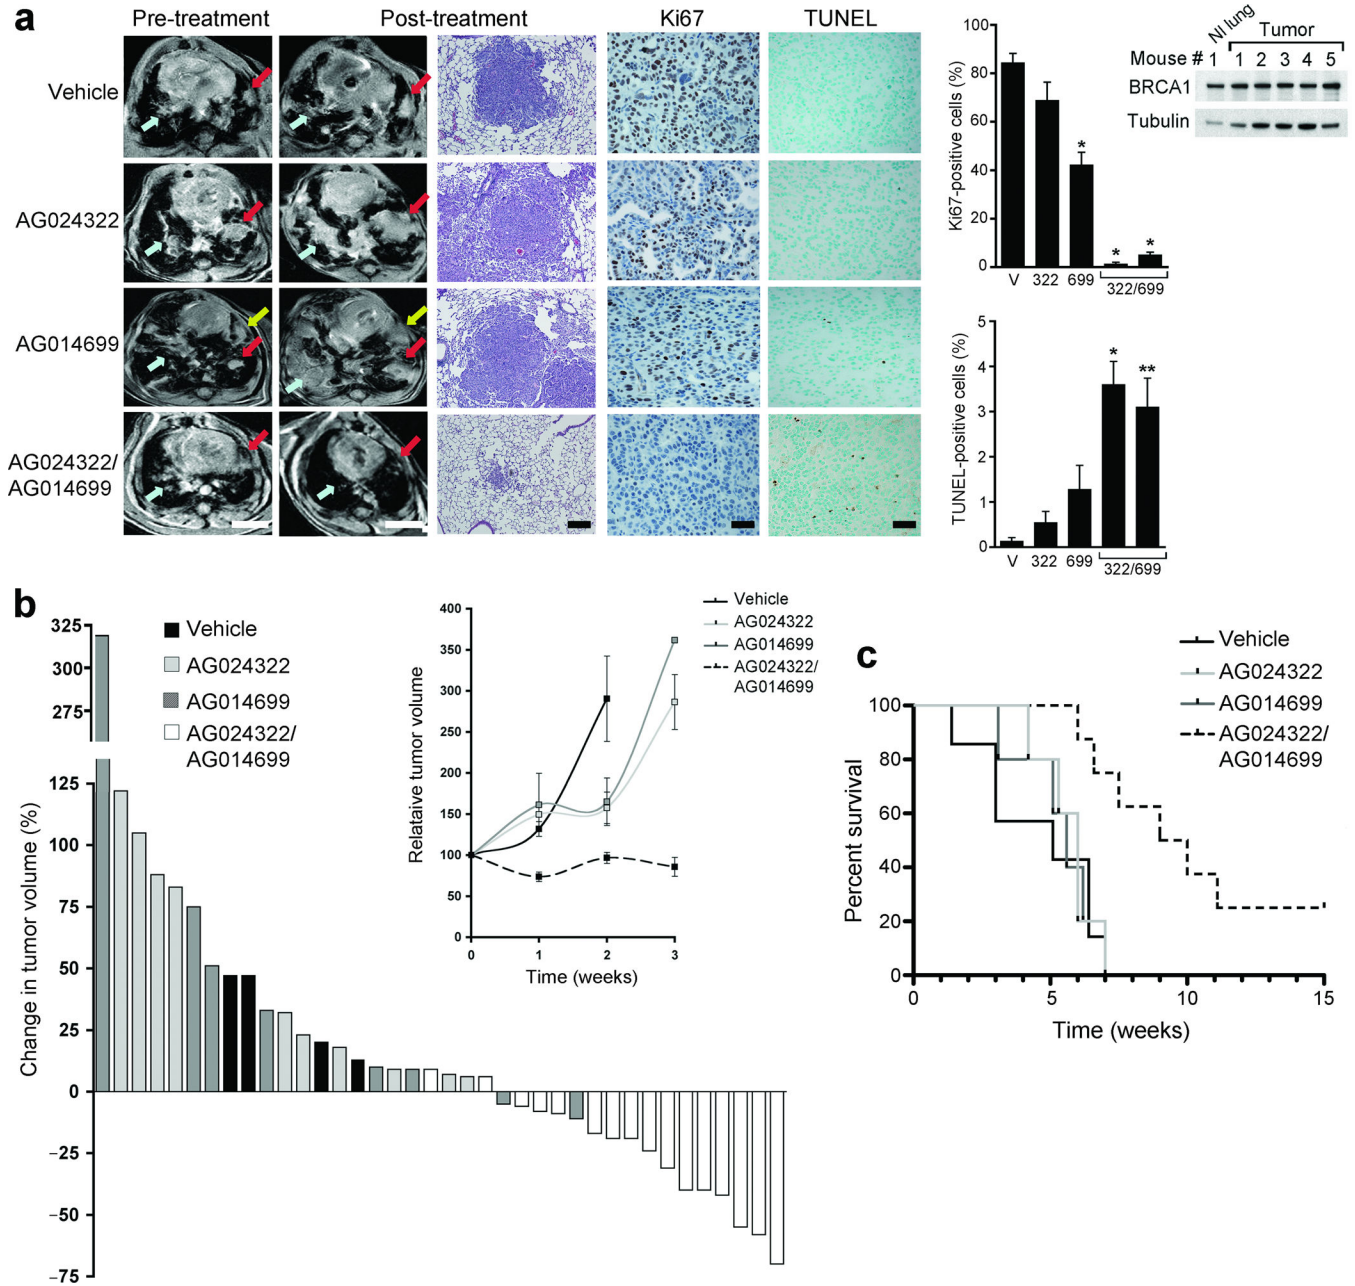 a
Pre-treatment Post-treatment Ki67 TUNEL
Vehicle
AG024322
AG014699
AG024322/
AG014699
Ki67-positive cells (%)
100
80
60
40
20
0
*
* *
V 322 699 322/699
NI lung Tumor
Mouse # 1 1 2 3 4 5
BRCA1
Tubulin
TUNEL-positive cells (%)
5
4
3
2
1
0
* **
V 322 699 322/699
b
Change in tumor volume (%)
325
300
275
125
100
75
50
25
0
−25
−50
−75
Vehicle
AG024322
AG014699
AG024322/
AG014699
Relataive tumor volume
400
350
300
250
200
150
100
50
0
0 1 2 3
Time (weeks)
Vehicle
AG024322
AG014699
AG024322/
AG014699
c
Percent survival
100
80
60
40
20
0
0 5 10 15
Time (weeks)
Vehicle
AG024322
AG014699
AG024322/
AG014699